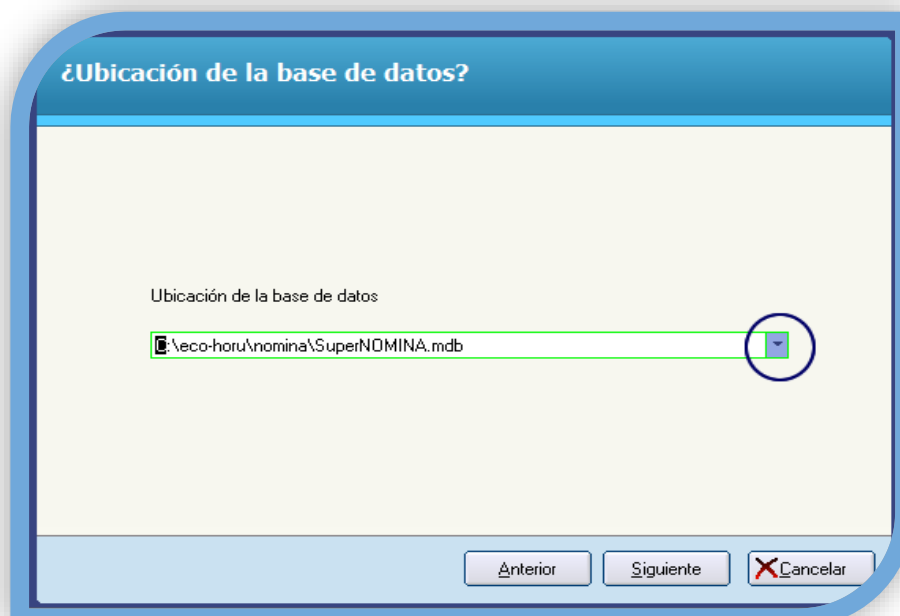 ¿Ubicación de la base de datos?
Ubicación de la base de datos
C:\eco-horu\nomina\SuperNOMINA.mdb
Anterior
Siguiente
Cancelar